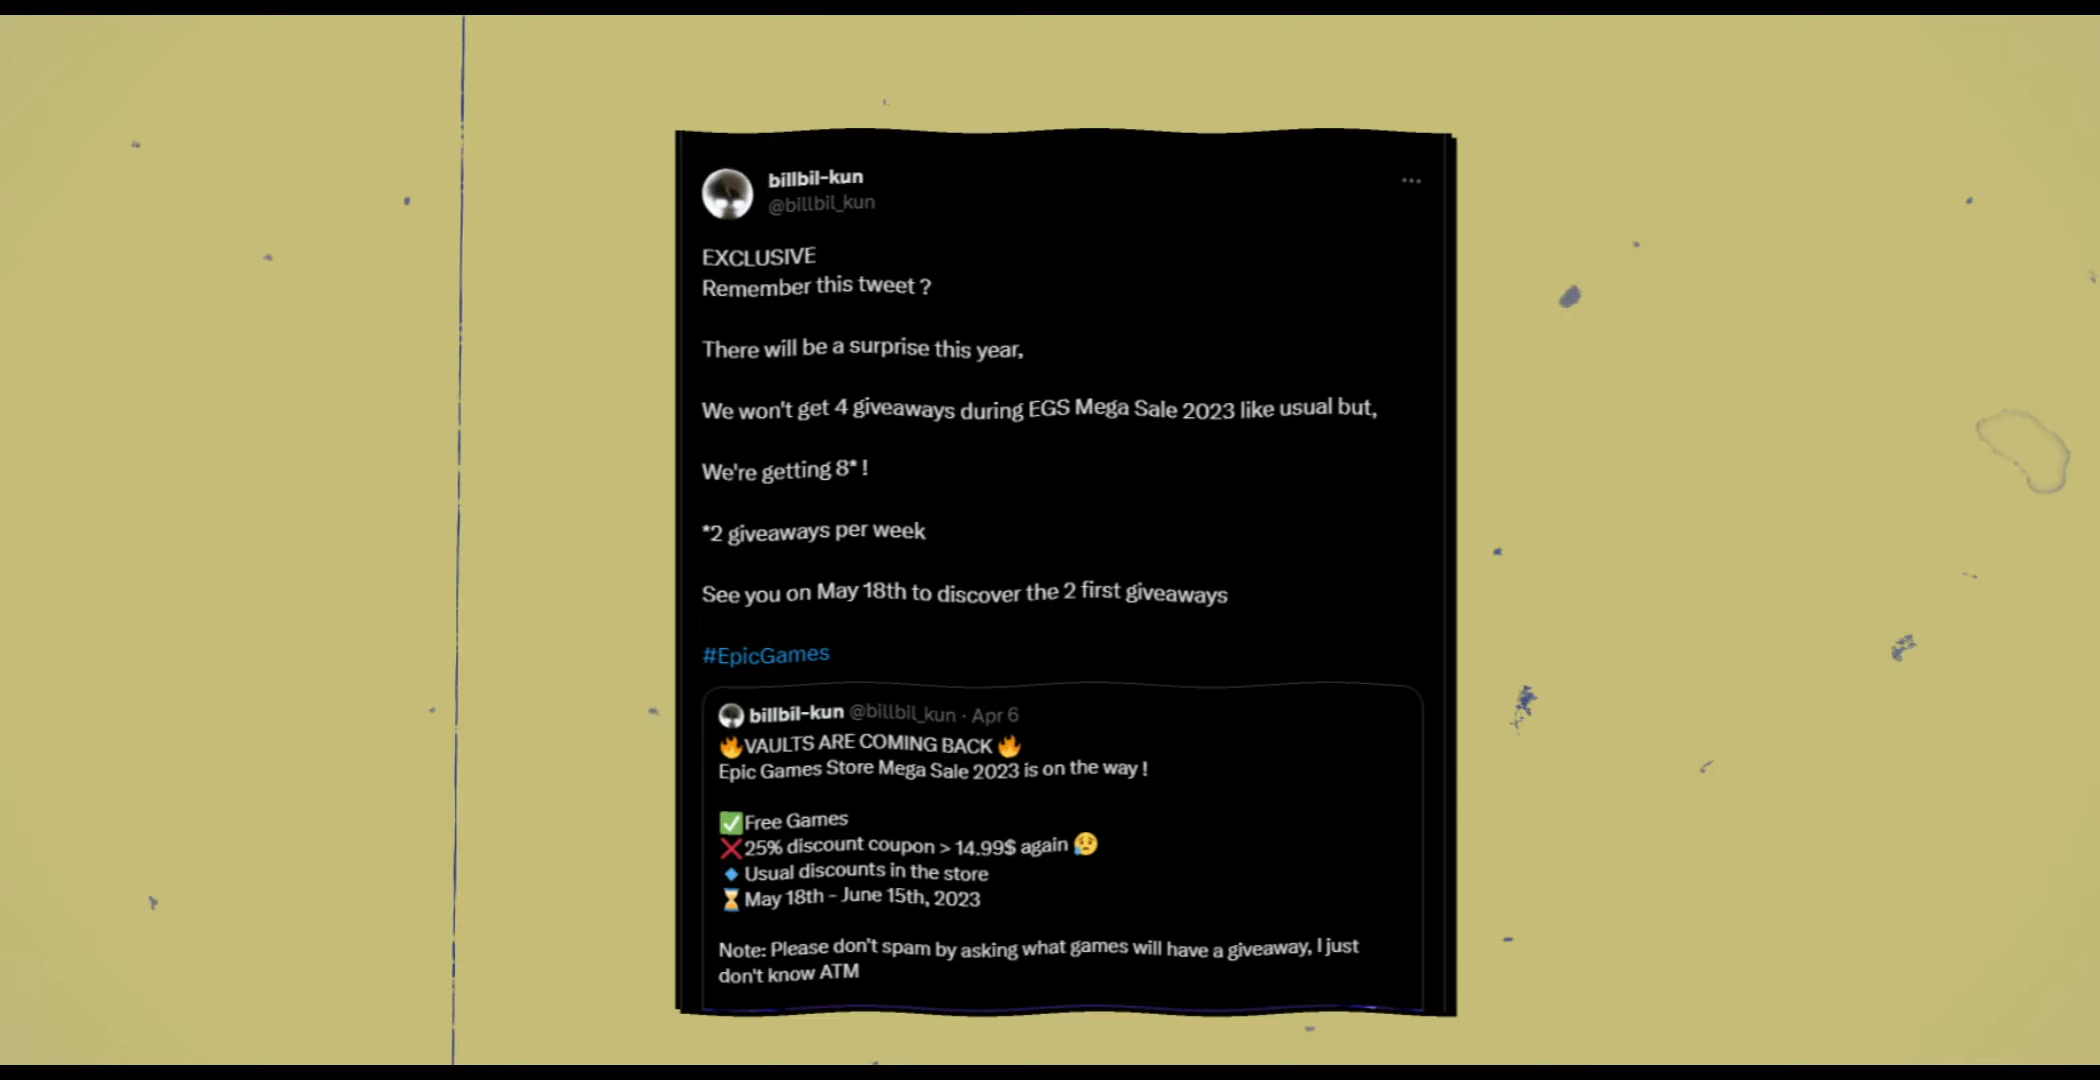 billbil-kun
@billbil_kun
EXCLUSIVE
Remember this tweet ?
There will be a surprise this year,
We won't get 4 giveaways during EGS Mega Sale 2023 like usual but,
We're getting 8* !
*2 giveaways per week
See you on May 18th to discover the 2 first giveaways
#EpicGames
billbil-kun @billbil_kun · Apr 6
🔥VAULTS ARE COMING BACK 🔥
Epic Games Store Mega Sale 2023 is on the way !
✅Free Games
❌25% discount coupon > 14.99$ again 😥
🔹Usual discounts in the store
⏳May 18th - June 15th, 2023
Note: Please don't spam by asking what games will have a giveaway, I just
don't know ATM